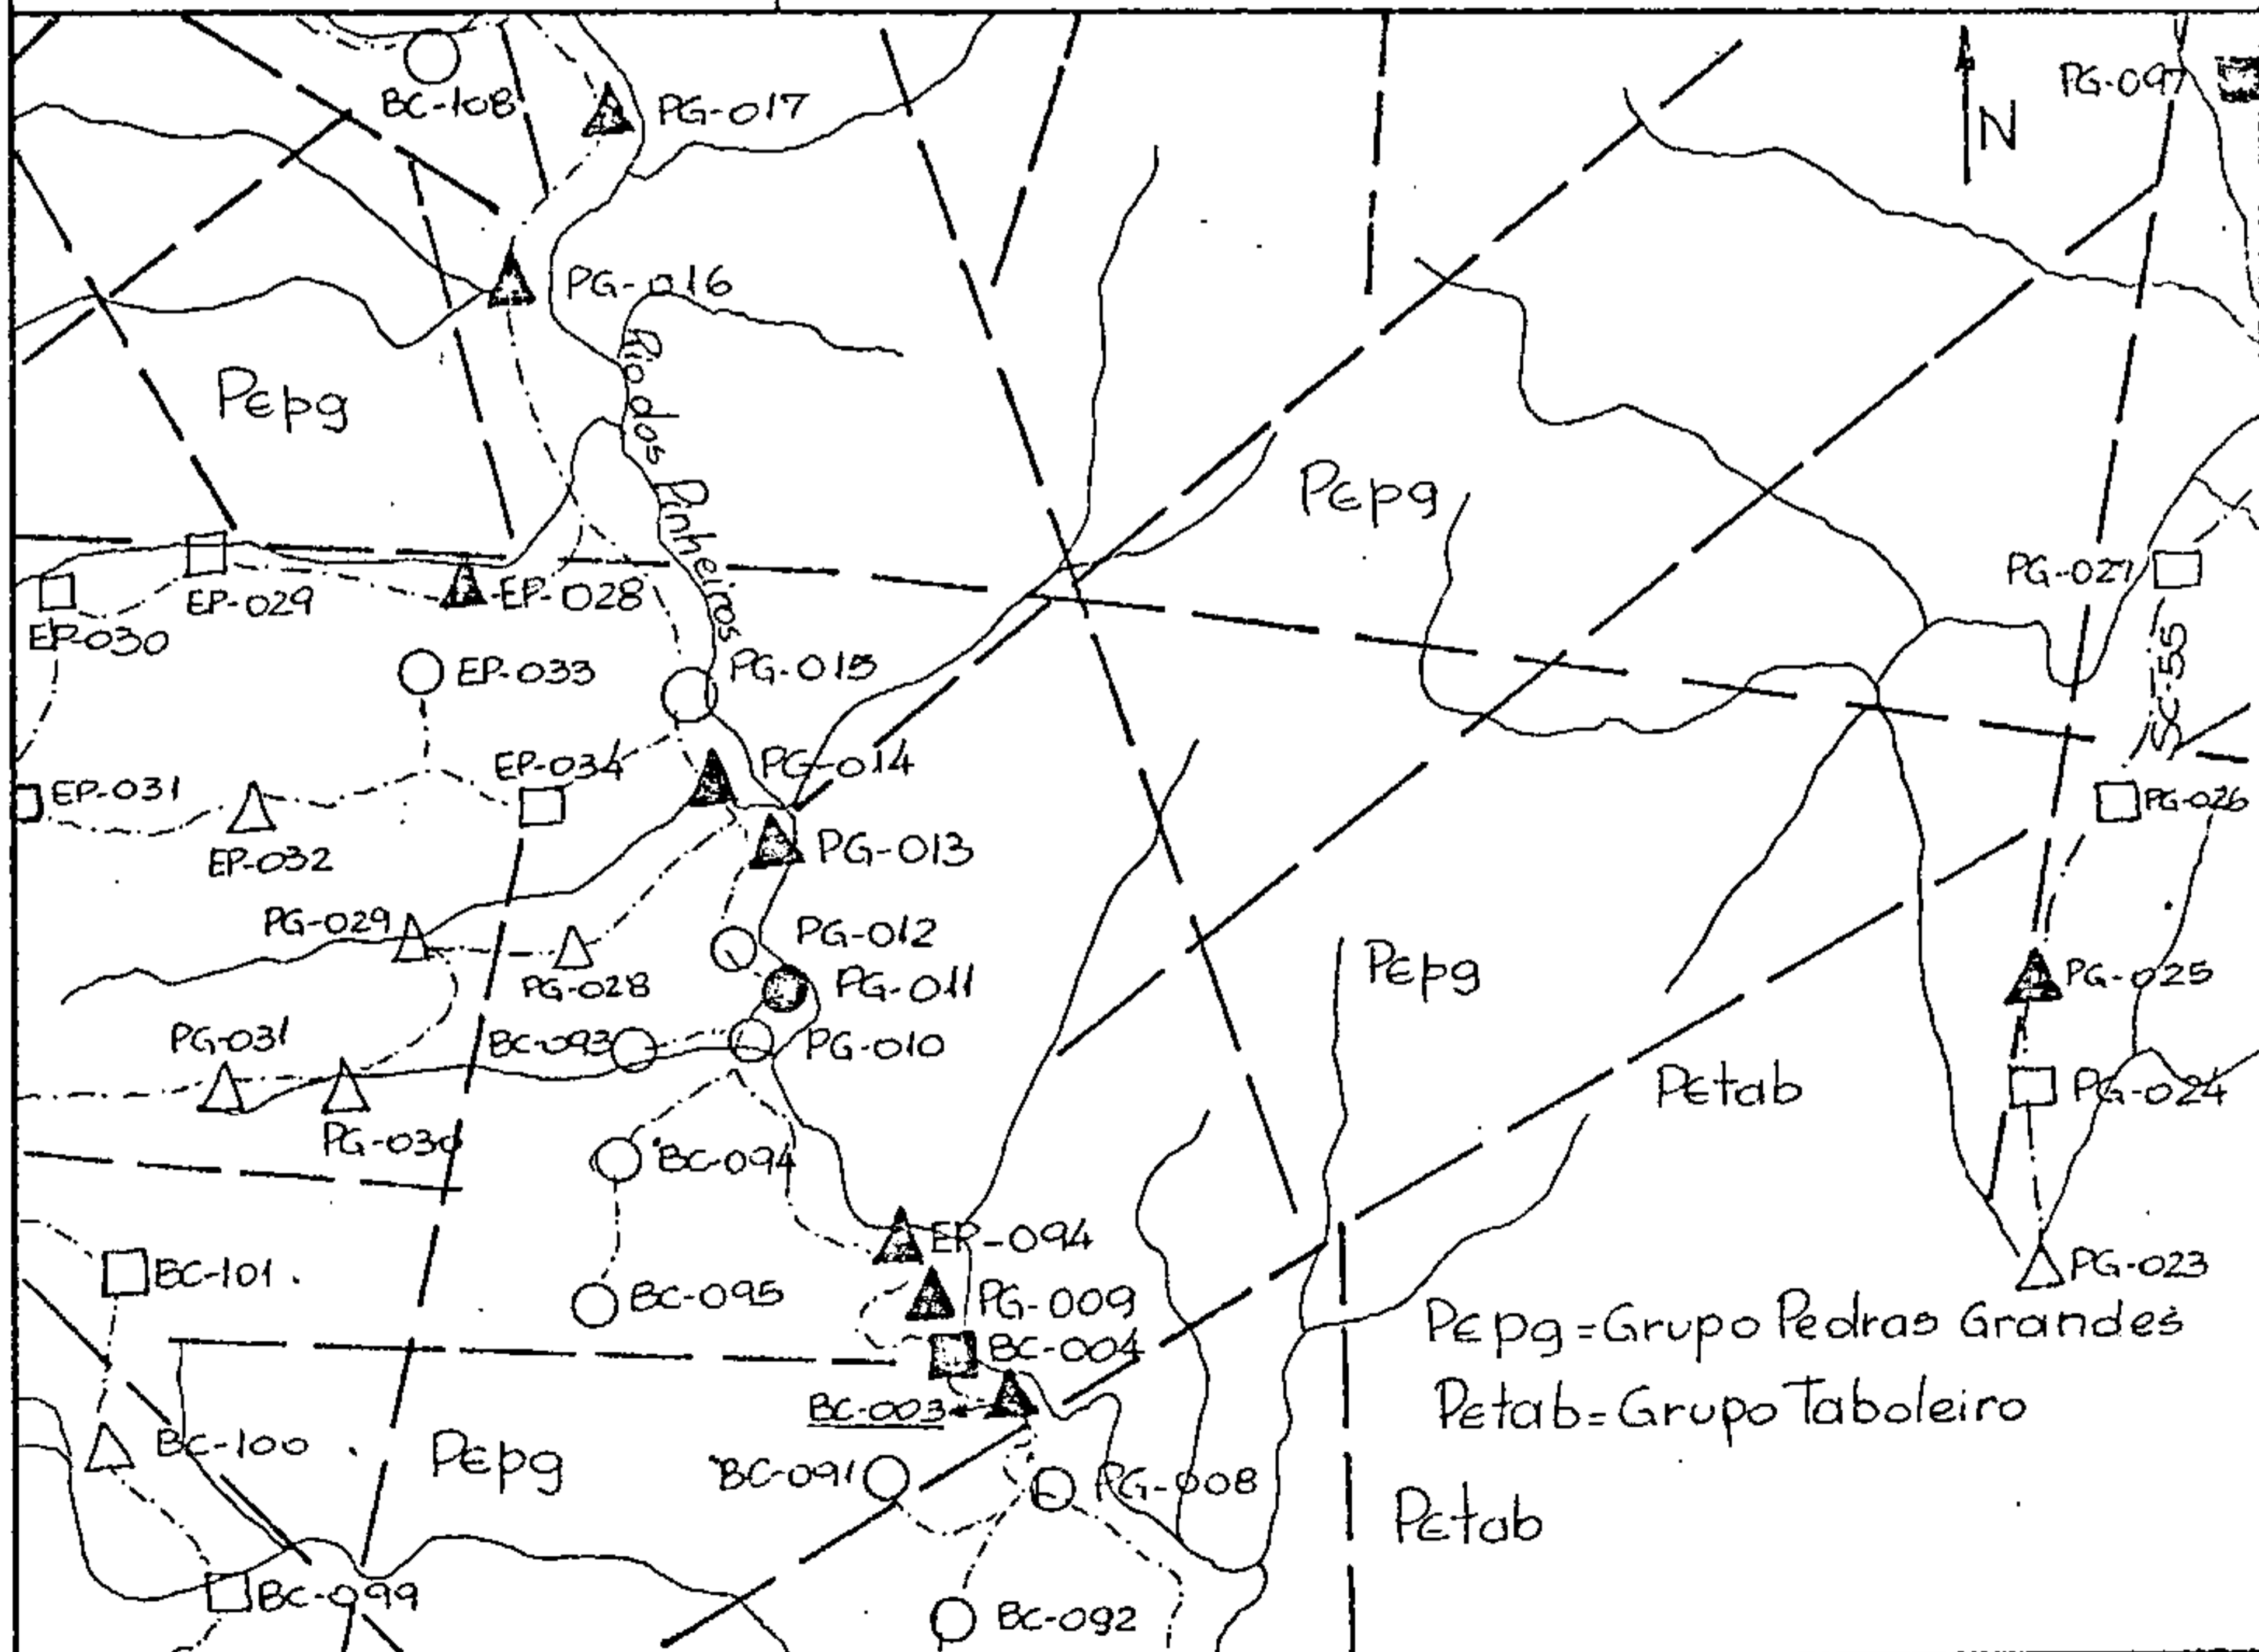 BC-108
PG-017
N
PG-097
PG-016
Rio dos Pinheiros
Pepg
Pepg
EP-029
EP-028
EP-030
PG-027
EP-033
PG-015
SC-55
EP-034
PG-014
EP-031
PG-026
EP-032
PG-013
PG-029
PG-012
PG-028
PG-011
Pepg
PG-025
PG-031
BC-093
PG-010
Petab
PG-024
PG-030
BC-094
EP-094
BC-101
PG-023
BC-095
PG-009
Pepg=Grupo Pedras Grandes
BC-004
BC-003
Petab=Grupo Taboleiro
BC-100
Pepg
BC-091
PG-008
Petab
BC-099
BC-092